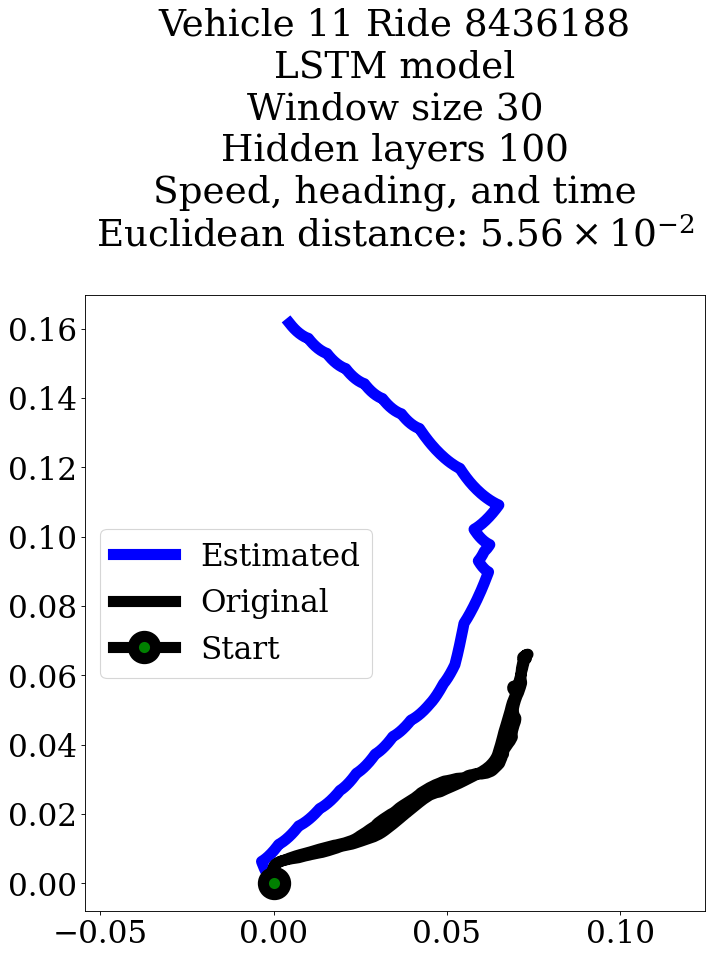 Vehicle 11 Ride 8436188
LSTM model
Window size 30
Hidden layers 100
Speed, heading, and time
Euclidean distance: 5.56 × 10⁻²
0.16
0.14
0.12
0.10
0.08
0.06
0.04
0.02
0.00
Estimated
Original
Start
−0.05
0.00
0.05
0.10